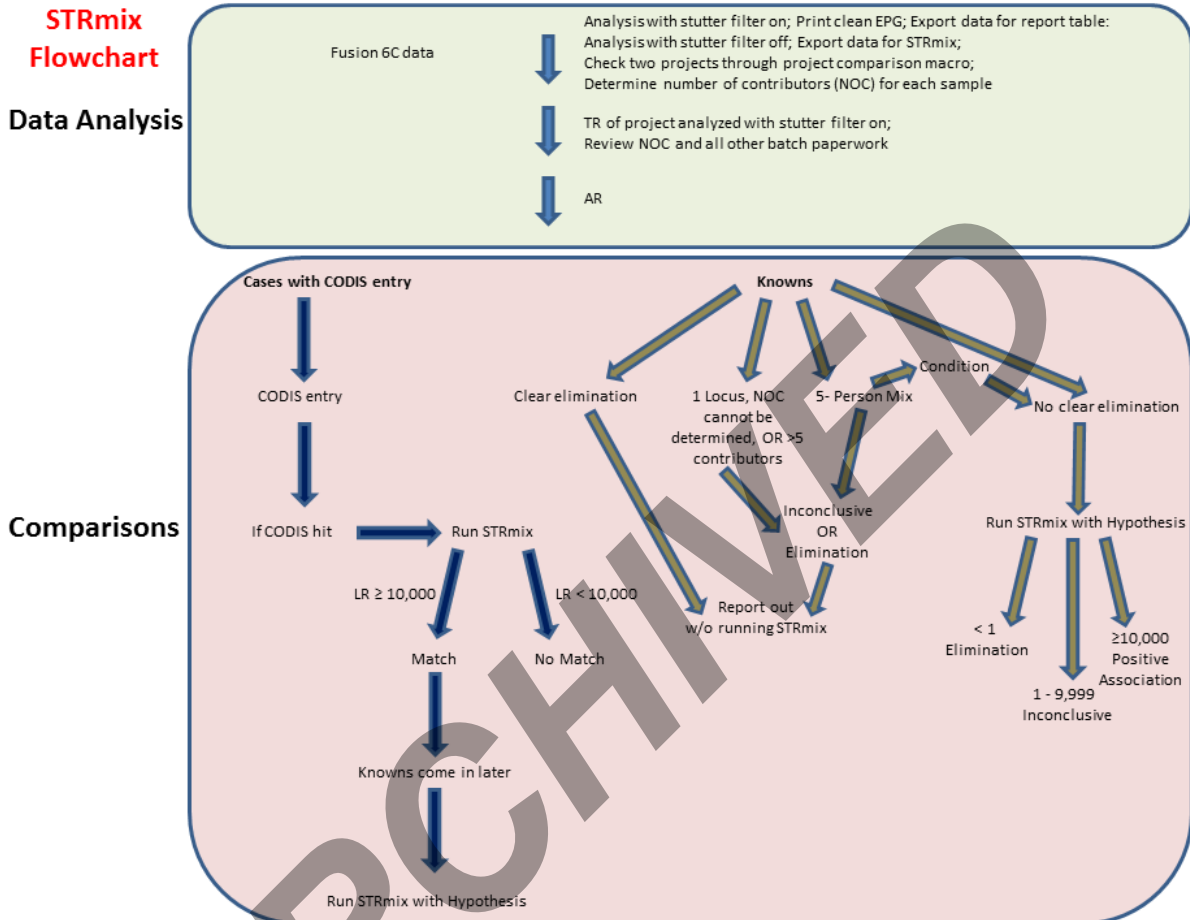 STRmix
Flowchart
Data Analysis
Fusion 6C data
Analysis with stutter filter on; Print clean EPG; Export data for report table:
Analysis with stutter filter off; Export data for STRmix;
Check two projects through project comparison macro;
Determine number of contributors (NOC) for each sample
TR of project analyzed with stutter filter on;
Review NOC and all other batch paperwork
AR
Comparisons
Cases with CODIS entry
CODIS entry
If CODIS hit
Run STRmix
LR ≥ 10,000
LR < 10,000
Match
No Match
Knowns come in later
Run STRmix with Hypothesis
Knowns
Clear elimination
1 Locus, NOC
cannot be
determined, OR >5
contributors
5- Person Mix
Condition
No clear elimination
Inconclusive
OR
Elimination
Report out
w/o running STRmix
Run STRmix with Hypothesis
< 1
Elimination
1 - 9,999
Inconclusive
≥10,000
Positive
Association